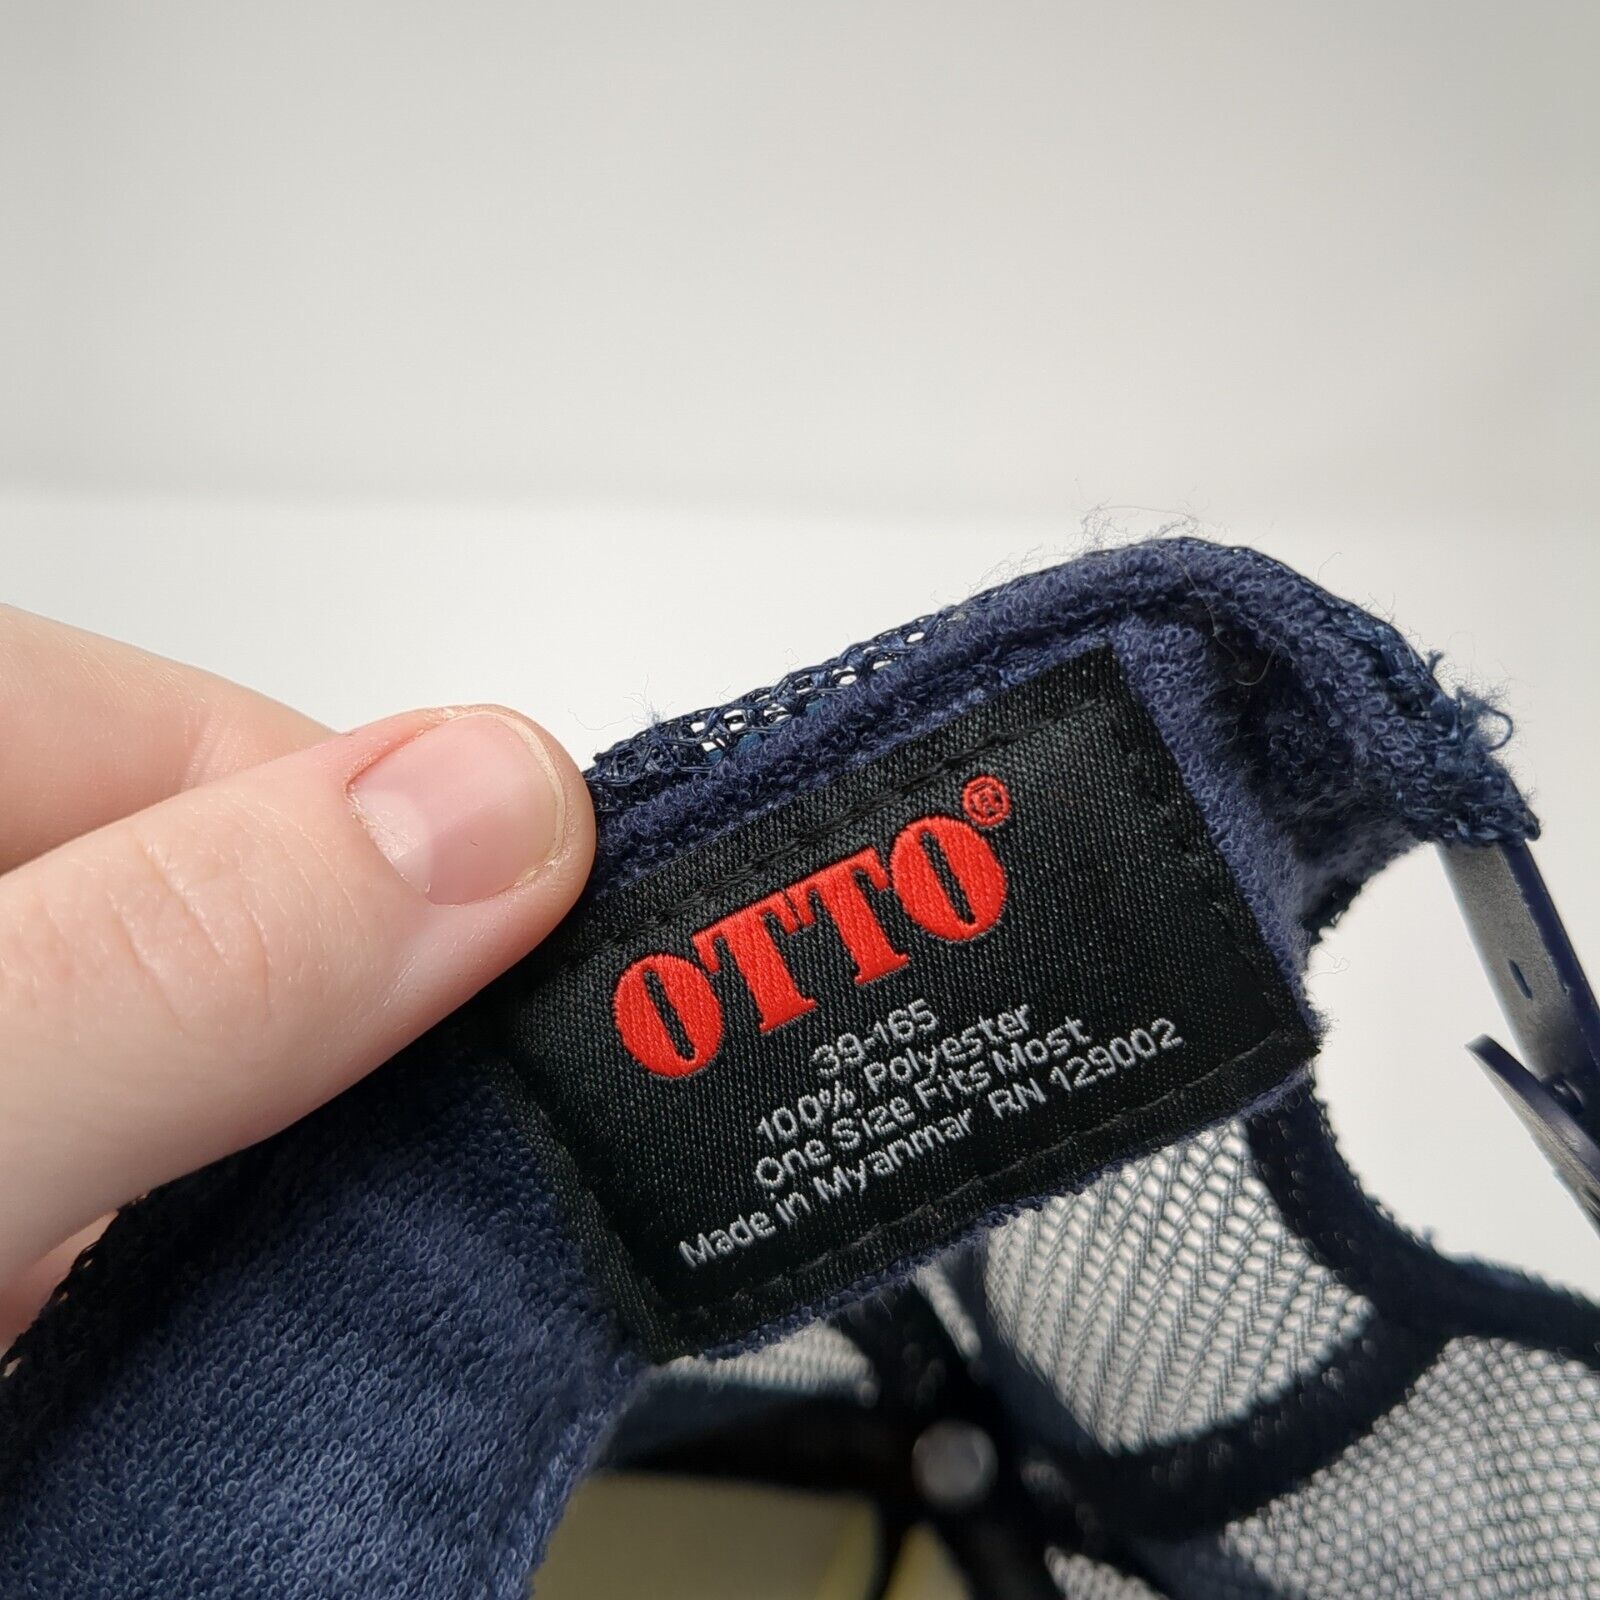 OTTO®
39-165
100% Polyester
One Size Fits Most
Made in Myanmar RN 129002